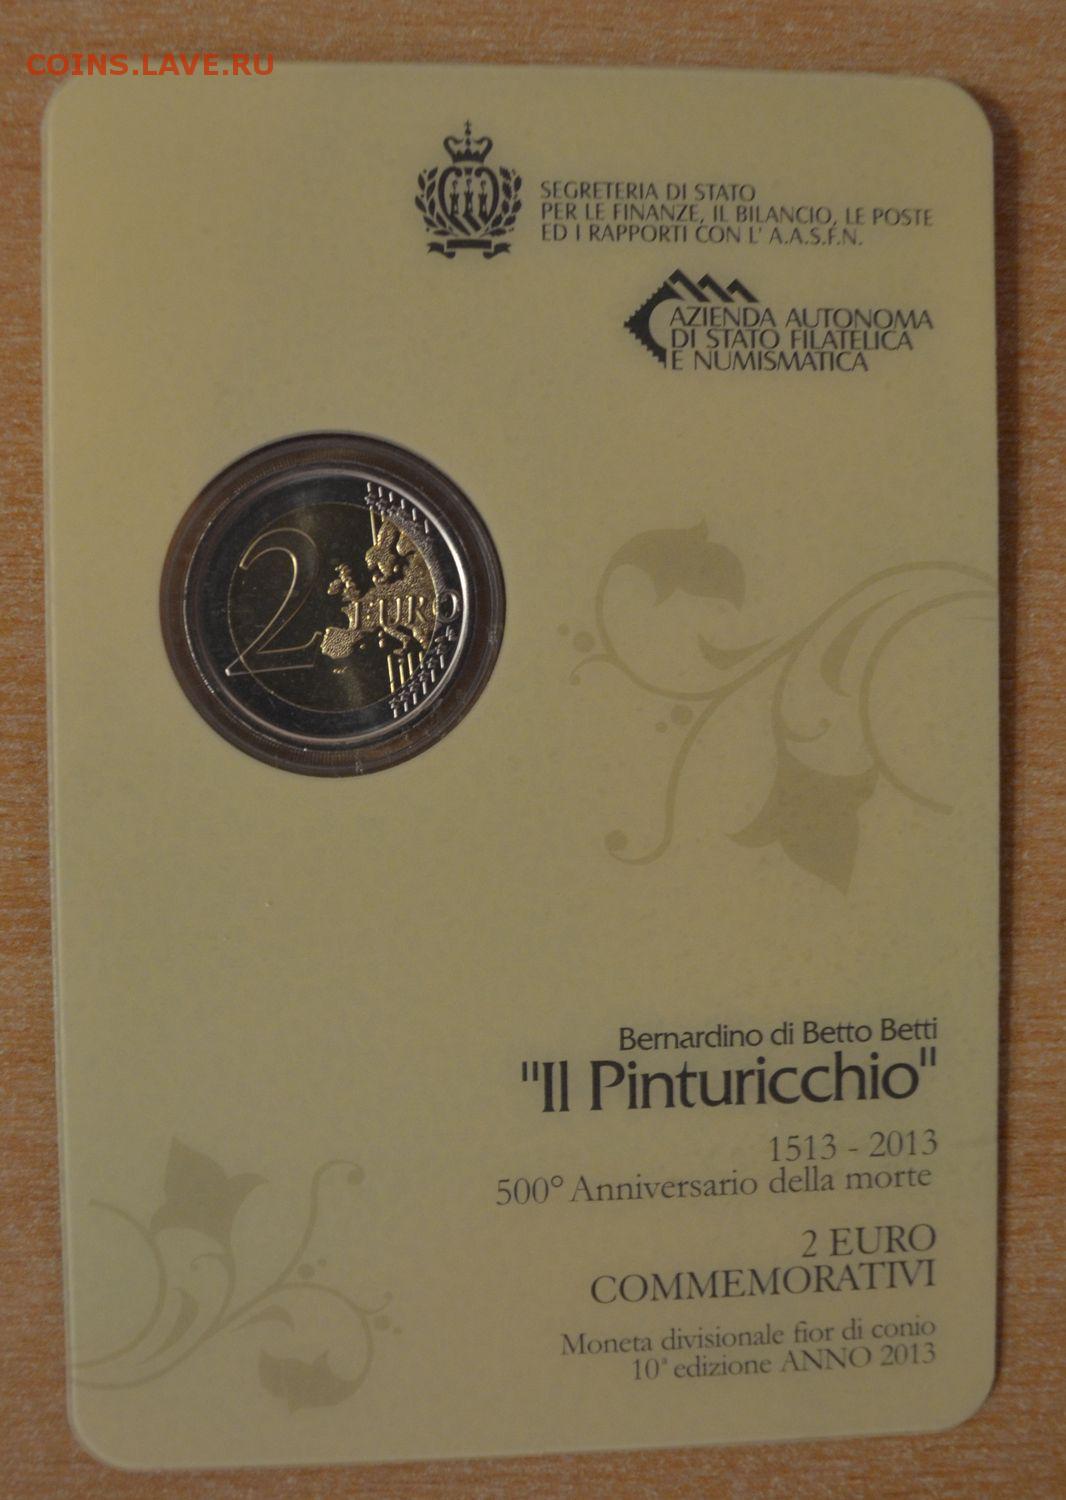 COINS.LAVE.RU
SEGRETERIA DI STATO
PER LE FINANZE, IL BILANCIO, LE POSTE
ED I RAPPORTI CON L' A.A.S.F.N.
AZIENDA AUTONOMA
DI STATO FILATELICA
E NUMISMATICA
2 EURO
Bernardino di Betto Betti
"Il Pinturicchio"
1513 - 2013
500° Anniversario della morte
2 EURO
COMMEMORATIVI
Moneta divisionale fior di conio
10ª edizione ANNO 2013